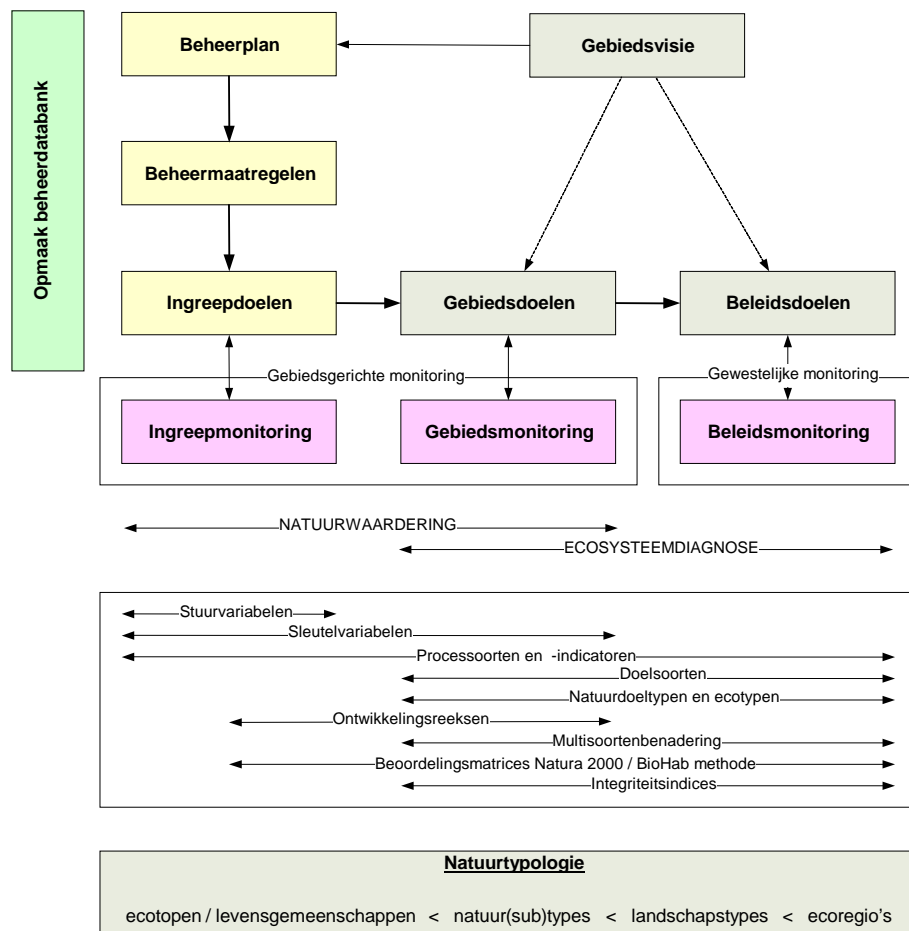 Opmaak beheerdatabank
Beheerplan
Gebiedsvisie
Beheermaatregelen
Ingreepdoelen
Gebiedsdoelen
Beleidsdoelen
Gebiedsgerichte monitoring
Gewestelijke monitoring
Ingreepmonitoring
Gebiedsmonitoring
Beleidsmonitoring
NATUURWAARDERING
ECOSYSTEEMDIAGNOSE
Stuurvariabelen
Sleutelvariabelen
Processoorten en -indicatoren
Doelsoorten
Natuurdoeltypen en ecotypen
Ontwikkelingsreeksen
Multisoortenbenadering
Beoordelingsmatrices Natura 2000 / BioHab methode
Integriteitsindices
Natuurtypologie
ecotopen / levensgemeenschappen < natuur(sub)types < landschapstypes < ecoregio's